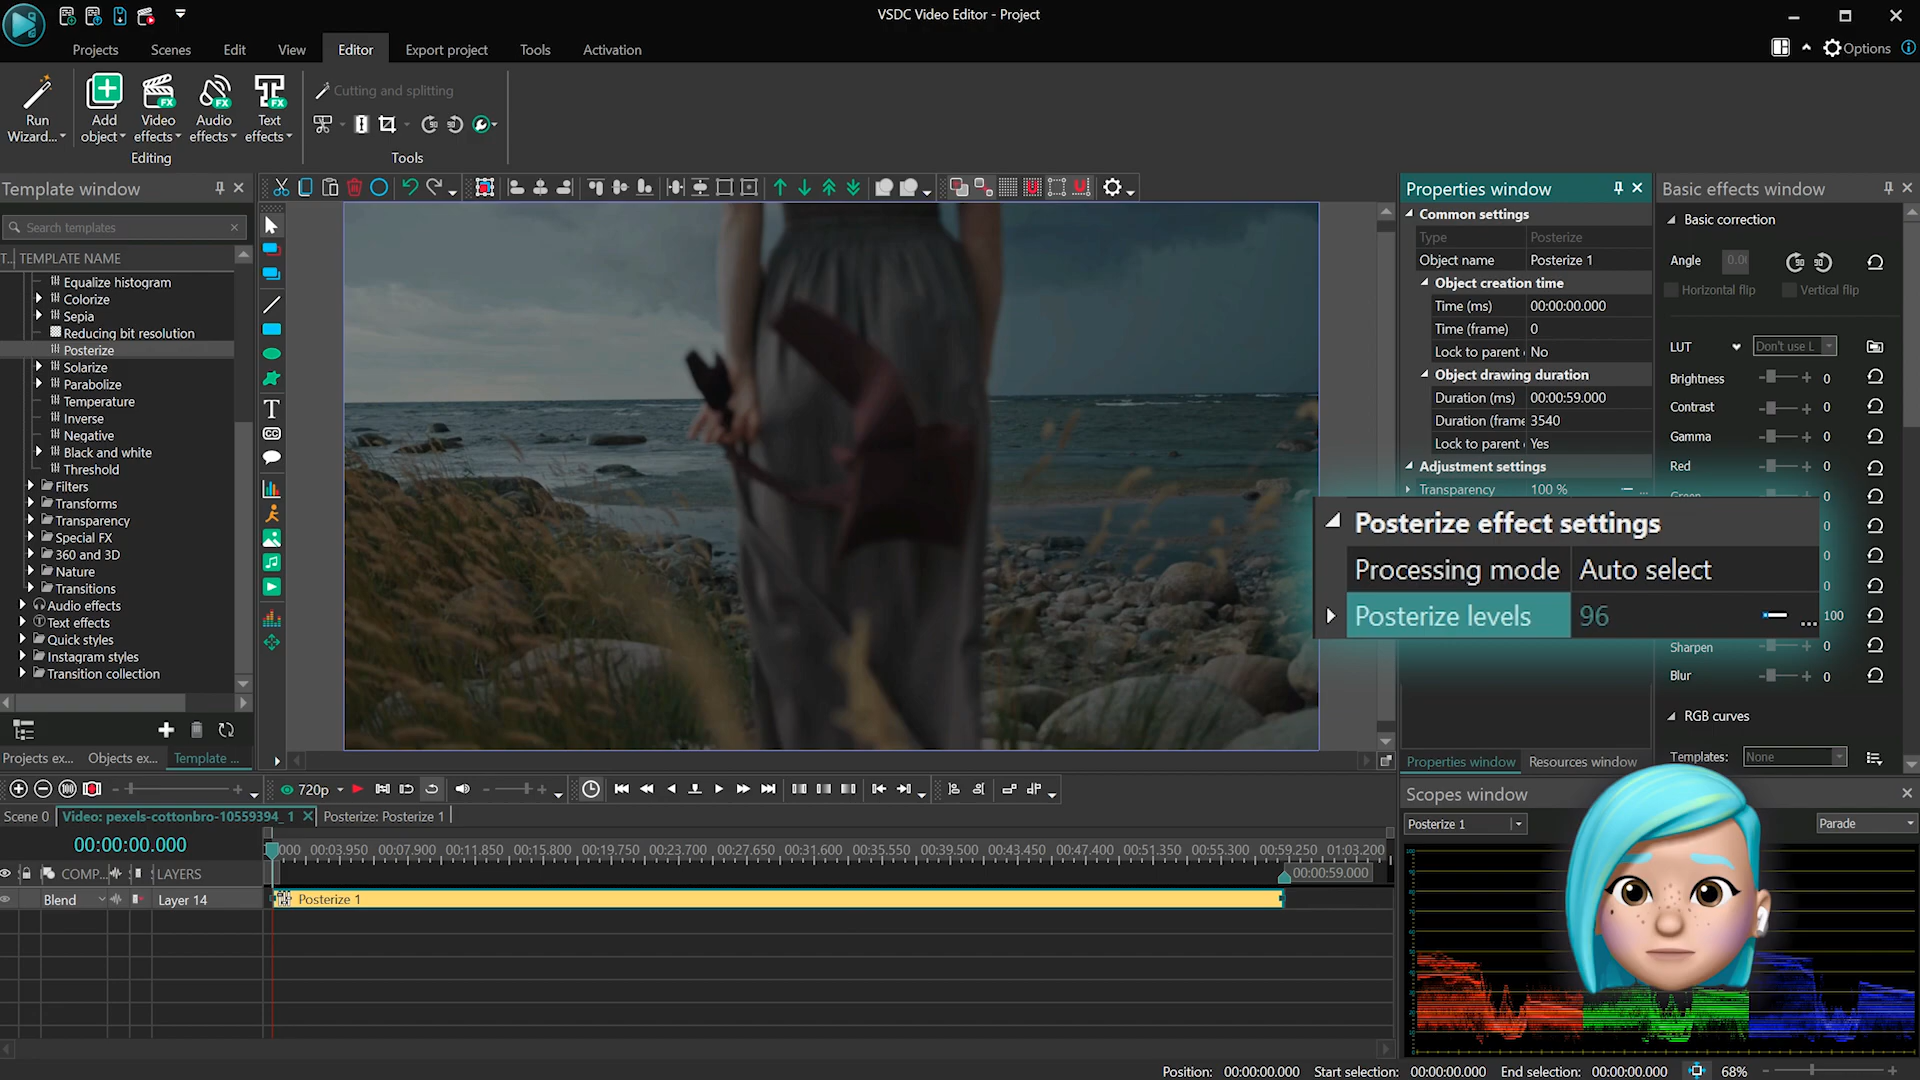 VSDC Video Editor - Project
Projects
Scenes
Edit
View
Editor
Export project
Tools
Activation
Options
Run
Wizard...
Add
object
Video
effects
Audio
effects
Text
effects
Cutting and splitting
Editing
Tools
Template window
Search templates
T...
TEMPLATE NAME
Equalize histogram
Colorize
Sepia
Reducing bit resolution
Posterize
Solarize
Parabolize
Temperature
Inverse
Negative
Black and white
Threshold
Filters
Transforms
Transparency
Special FX
360 and 3D
Nature
Transitions
Audio effects
Text effects
Quick styles
Instagram styles
Transition collection
Projects ex...
Objects ex...
Template ...
Properties window
Common settings
Type Posterize
Object name Posterize 1
Object creation time
Time (ms) 00:00:00.000
Time (frame) 0
Lock to parent No
Object drawing duration
Duration (ms) 00:00:59.000
Duration (frame 3540
Lock to parent Yes
Adjustment settings
Transparency 100 %
Posterize effect settings
Processing mode Auto select
Posterize levels 96
Properties window
Resources window
Basic effects window
Basic correction
Angle
Horizontal flip
Vertical flip
LUT
Don't use L
Brightness 0
Contrast 0
Gamma 0
Red 0
0
0
0
0
100
Sharpen 0
Blur 0
RGB curves
Templates: None
720p
Scene 0
Video: pexels-cottonbro-10559394_ 1
Posterize: Posterize 1
00:00:00.000
000 00:03.950 00:07.900 00:11.850 00:15.800 00:19.750 00:23.700 00:27.650 00:31.600 00:35.550 00:39.500 00:43.450 00:47.400 00:51.350 00:55.300 00:59.250 01:03.200
00:00:59.000
COMP...
LAYERS
Blend
Layer 14
Posterize 1
Scopes window
Posterize 1
Parade
Position: 00:00:00.000
Start selection: 00:00:00.000
End selection: 00:00:00.000
68%